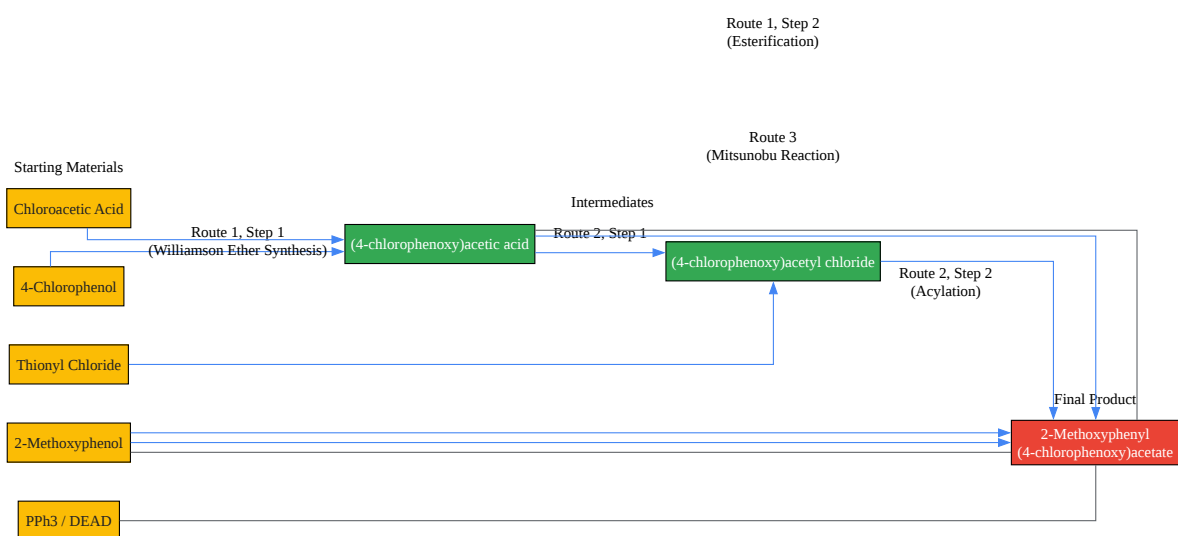 Route 1, Step 2
(Esterification)
Route 3
(Mitsunobu Reaction)
Starting Materials
Chloroacetic Acid
Intermediates
Route 1, Step 1
(Williamson Ether Synthesis)
(4-chlorophenoxy)acetic acid
Route 2, Step 1
(4-chlorophenoxy)acetyl chloride
Route 2, Step 2
(Acylation)
4-Chlorophenol
Thionyl Chloride
Final Product
2-Methoxyphenol
2-Methoxyphenyl
(4-chlorophenoxy)acetate
PPh3 / DEAD